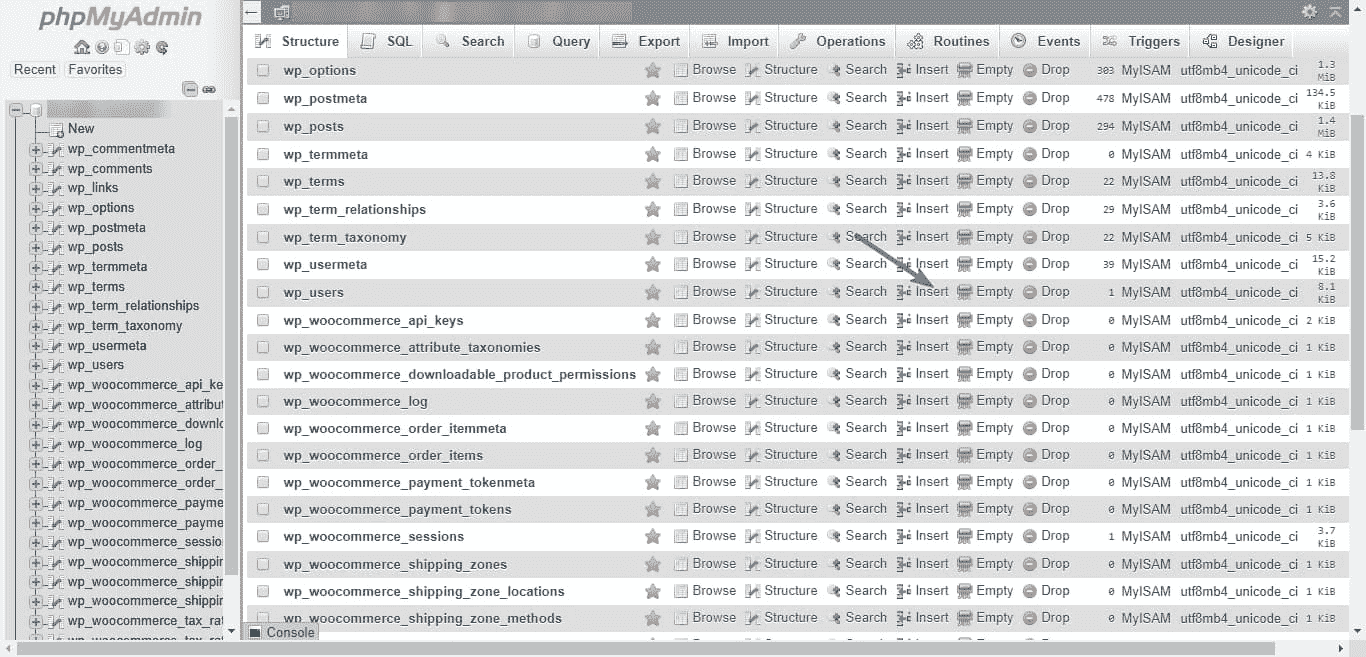 phpMyAdmin
Recent Favorites
New
wp_commentmeta
wp_comments
wp_links
wp_options
wp_postmeta
wp_posts
wp_termmeta
wp_terms
wp_term_relationships
wp_term_taxonomy
wp_usermeta
wp_users
wp_woocommerce_api_ke
wp_woocommerce_attribut
wp_woocommerce_downlo
wp_woocommerce_log
wp_woocommerce_order_
wp_woocommerce_order_
wp_woocommerce_payme
wp_woocommerce_payme
wp_woocommerce_sessio
wp_woocommerce_shippin
wp_woocommerce_shippin
wp_woocommerce_shippin
wp_woocommerce_tax_rat
wp_woocommerce_tax_rat
Structure SQL Search Query Export Import Operations Routines Events Triggers Designer
wp_options Browse Structure Search Insert Empty Drop 303 MyISAM utf8mb4_unicode_ci 1.3 MiB
wp_postmeta Browse Structure Search Insert Empty Drop 478 MyISAM utf8mb4_unicode_ci 134.5 KiB
wp_posts Browse Structure Search Insert Empty Drop 294 MyISAM utf8mb4_unicode_ci 1.4 MiB
wp_termmeta Browse Structure Search Insert Empty Drop 0 MyISAM utf8mb4_unicode_ci 4 KiB
wp_terms Browse Structure Search Insert Empty Drop 22 MyISAM utf8mb4_unicode_ci 13.8 KiB
wp_term_relationships Browse Structure Search Insert Empty Drop 29 MyISAM utf8mb4_unicode_ci 3.6 KiB
wp_term_taxonomy Browse Structure Search Insert Empty Drop 22 MyISAM utf8mb4_unicode_ci 5 KiB
wp_usermeta Browse Structure Search Insert Empty Drop 39 MyISAM utf8mb4_unicode_ci 15.2 KiB
wp_users Browse Structure Search Insert Empty Drop 1 MyISAM utf8mb4_unicode_ci 8.1 KiB
wp_woocommerce_api_keys Browse Structure Search Insert Empty Drop 0 MyISAM utf8mb4_unicode_ci 2 KiB
wp_woocommerce_attribute_taxonomies Browse Structure Search Insert Empty Drop 0 MyISAM utf8mb4_unicode_ci 1 KiB
wp_woocommerce_downloadable_product_permissions Browse Structure Search Insert Empty Drop 0 MyISAM utf8mb4_unicode_ci 1 KiB
wp_woocommerce_log Browse Structure Search Insert Empty Drop 0 MyISAM utf8mb4_unicode_ci 1 KiB
wp_woocommerce_order_itemmeta Browse Structure Search Insert Empty Drop 0 MyISAM utf8mb4_unicode_ci 1 KiB
wp_woocommerce_order_items Browse Structure Search Insert Empty Drop 0 MyISAM utf8mb4_unicode_ci 1 KiB
wp_woocommerce_payment_tokenmeta Browse Structure Search Insert Empty Drop 0 MyISAM utf8mb4_unicode_ci 1 KiB
wp_woocommerce_payment_tokens Browse Structure Search Insert Empty Drop 0 MyISAM utf8mb4_unicode_ci 1 KiB
wp_woocommerce_sessions Browse Structure Search Insert Empty Drop 1 MyISAM utf8mb4_unicode_ci 3.7 KiB
wp_woocommerce_shipping_zones Browse Structure Search Insert Empty Drop 0 MyISAM utf8mb4_unicode_ci 1 KiB
wp_woocommerce_shipping_zone_locations Browse Structure Search Insert Empty Drop 0 MyISAM utf8mb4_unicode_ci 1 KiB
wp_woocommerce_shipping_zone_methods Browse Structure Search Insert Empty Drop 0 MyISAM utf8mb4_unicode_ci 1 KiB
Console